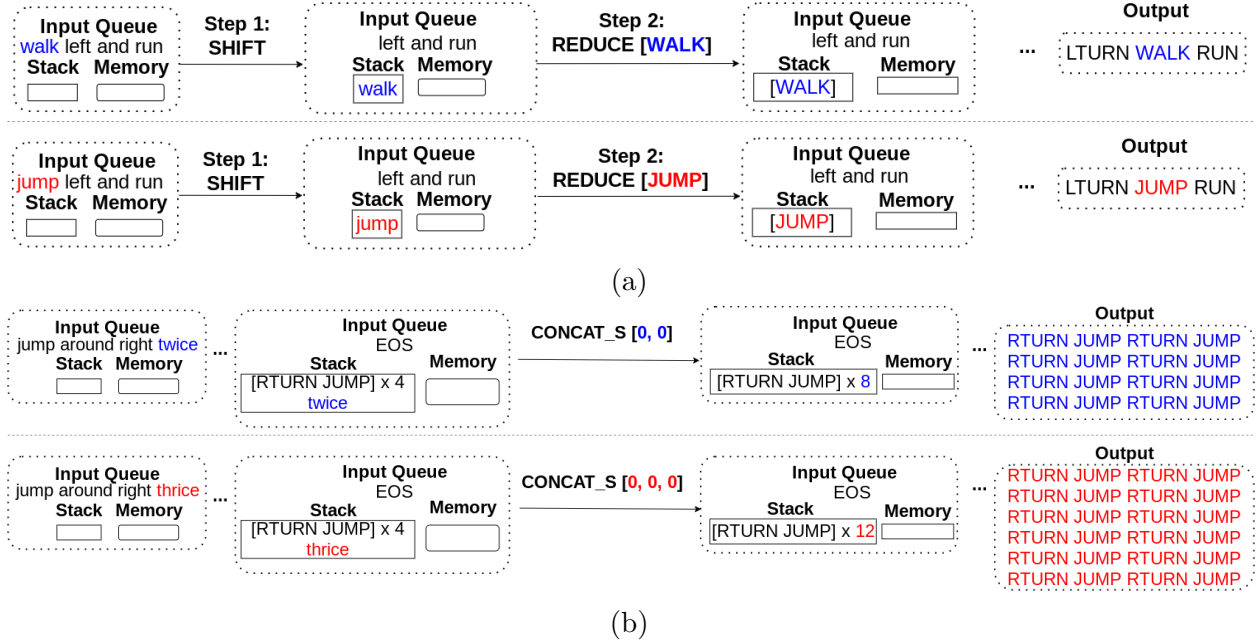 Input Queue
walk left and run
Stack Memory
Step 1:
SHIFT
Input Queue
left and run
Stack Memory
walk
Step 2:
REDUCE [WALK]
Input Queue
left and run
Stack Memory
[WALK]
...
Output
LTURN WALK RUN
Input Queue
jump left and run
Stack Memory
Step 1:
SHIFT
Input Queue
left and run
Stack Memory
jump
Step 2:
REDUCE [JUMP]
Input Queue
left and run
Stack Memory
[JUMP]
...
Output
LTURN JUMP RUN
(a)
Input Queue
jump around right twice
Stack Memory
...
Input Queue
EOS
Stack Memory
[RTURN JUMP] x 4
twice
CONCAT_S [0, 0]
Input Queue
EOS
Stack Memory
[RTURN JUMP] x 8
...
Output
RTURN JUMP RTURN JUMP
RTURN JUMP RTURN JUMP
RTURN JUMP RTURN JUMP
RTURN JUMP RTURN JUMP
Input Queue
jump around right thrice
Stack Memory
...
Input Queue
EOS
Stack Memory
[RTURN JUMP] x 4
thrice
CONCAT_S [0, 0, 0]
Input Queue
EOS
Stack Memory
[RTURN JUMP] x 12
...
Output
RTURN JUMP RTURN JUMP
RTURN JUMP RTURN JUMP
RTURN JUMP RTURN JUMP
RTURN JUMP RTURN JUMP
RTURN JUMP RTURN JUMP
RTURN JUMP RTURN JUMP
(b)